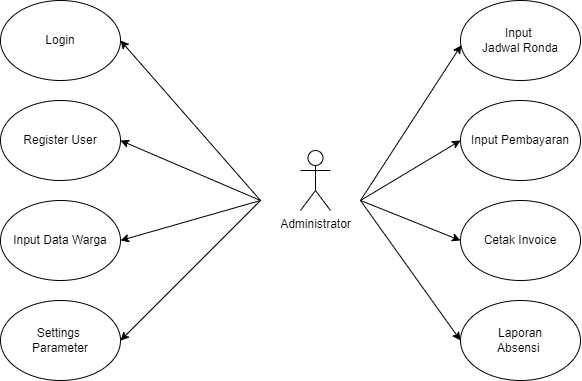 Login
Register User
Input Data Warga
Settings
Parameter
Administrator
Input
Jadwal Ronda
Input Pembayaran
Cetak Invoice
Laporan
Absensi